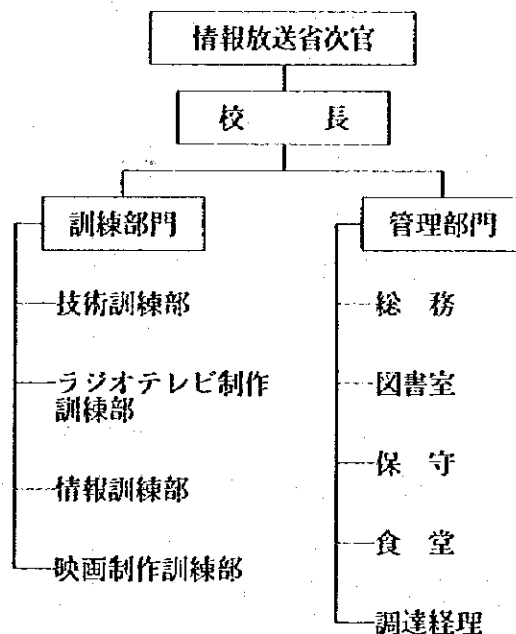 情報放送省次官
校 長
訓練部門
管理部門
技術訓練部
ラジオテレビ制作
訓練部
情報訓練部
映画制作訓練部
総 務
図書室
保 守
食 堂
調達経理